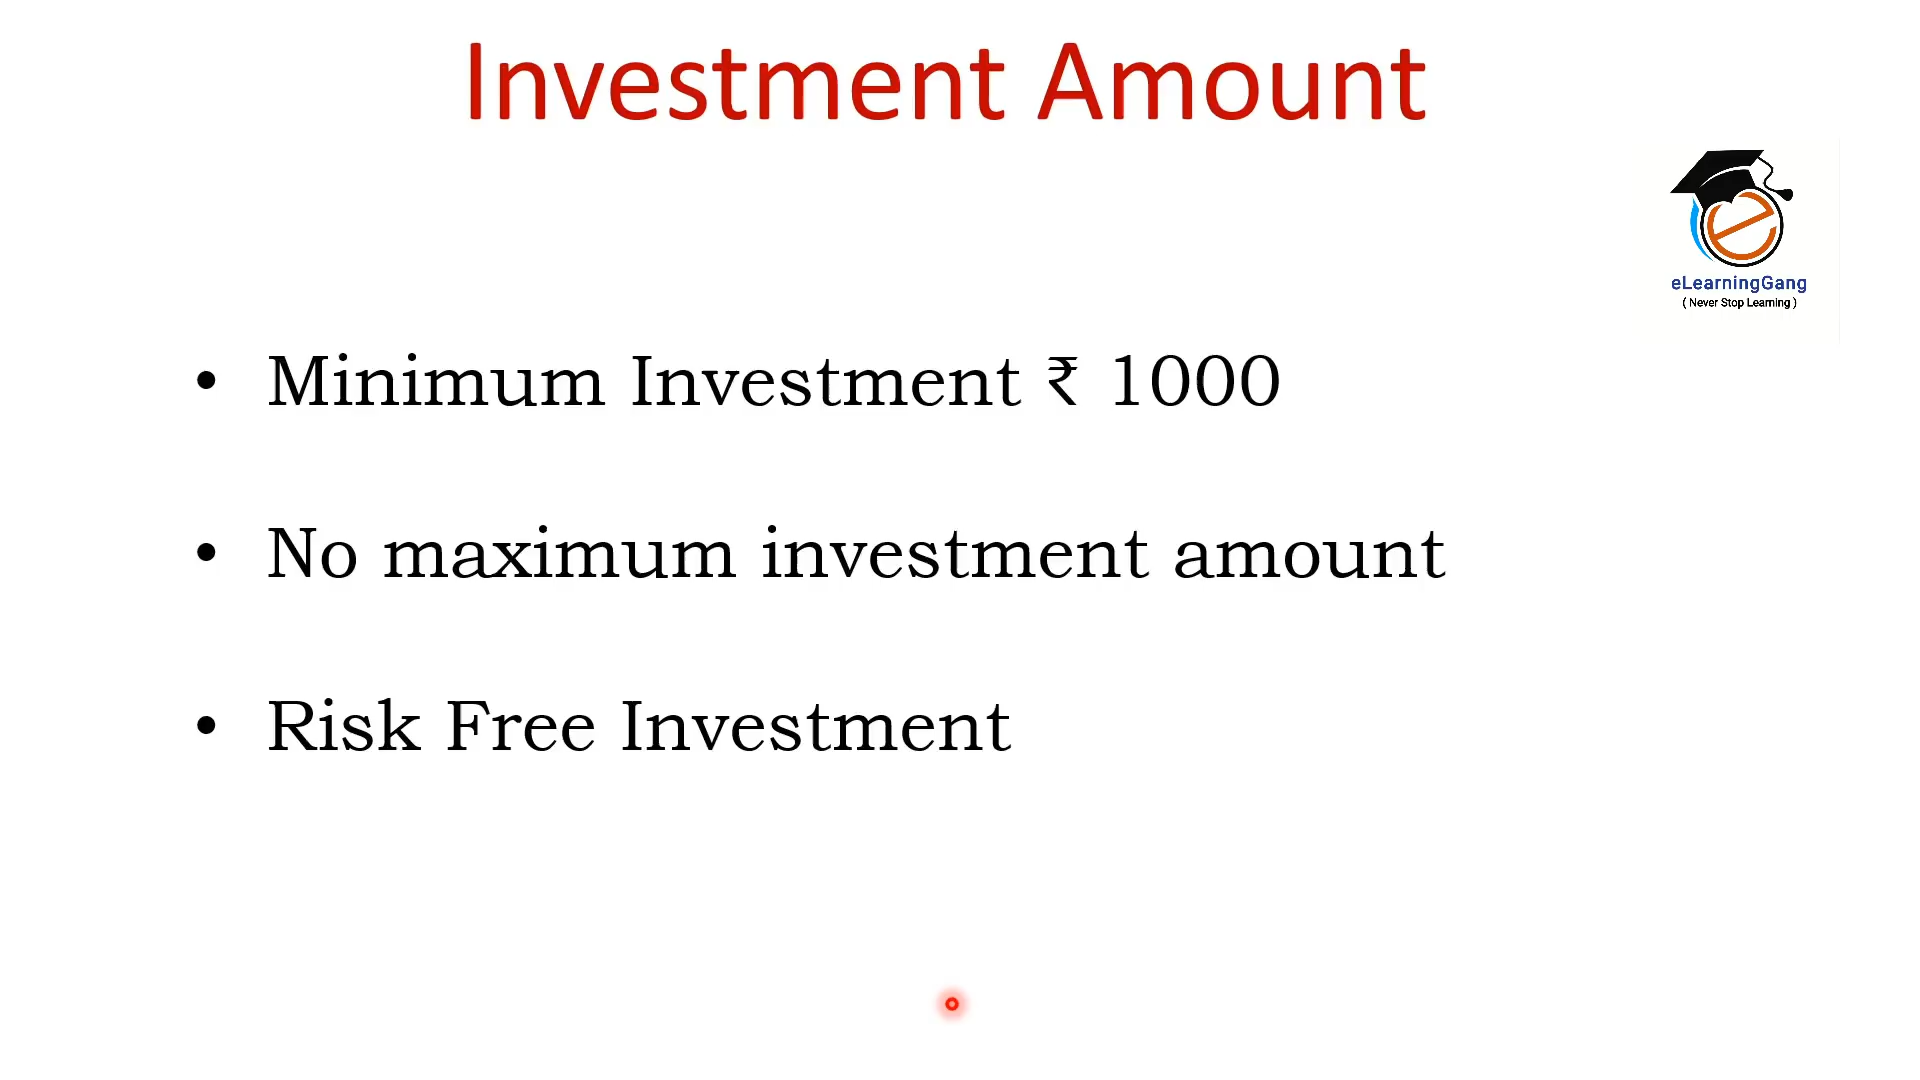 Investment Amount
eLearningGang
( Never Stop Learning )
• Minimum Investment ₹ 1000
• No maximum investment amount
• Risk Free Investment